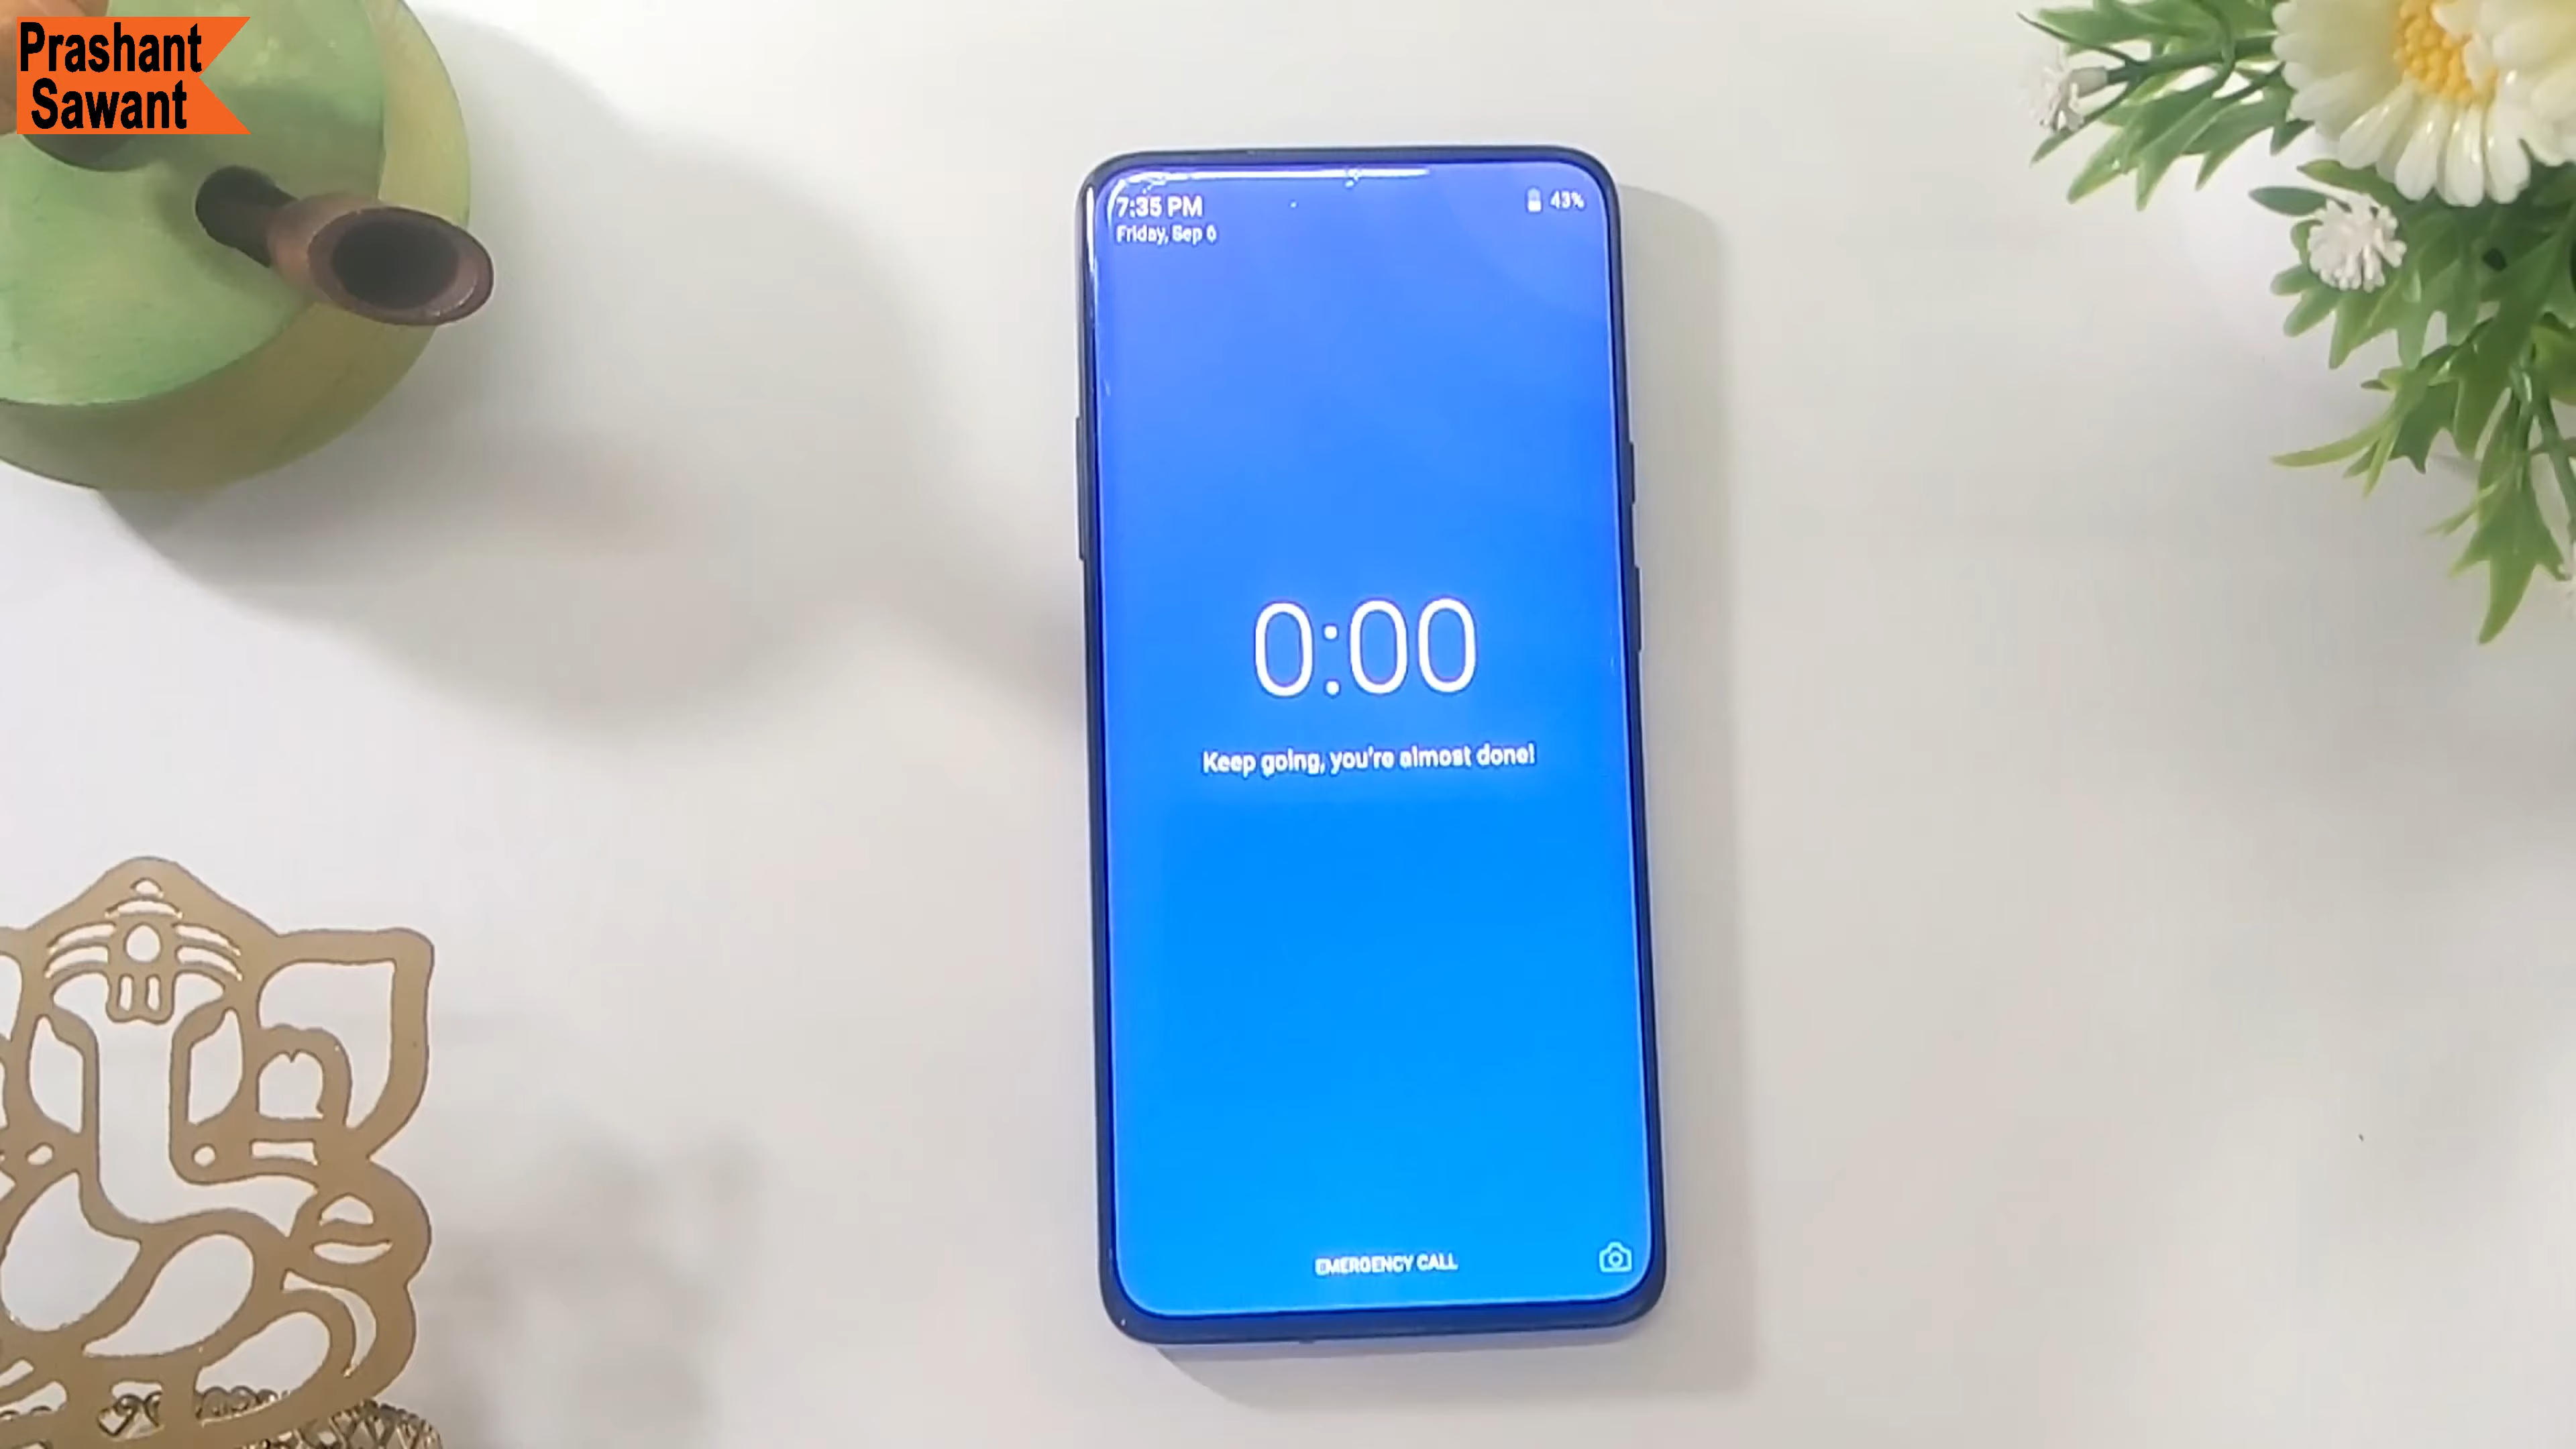 Prashant
Sawant
7:35 PM
43%
Friday, Sep 6
0:00
Keep going, you're almost done!
EMERGENCY CALL